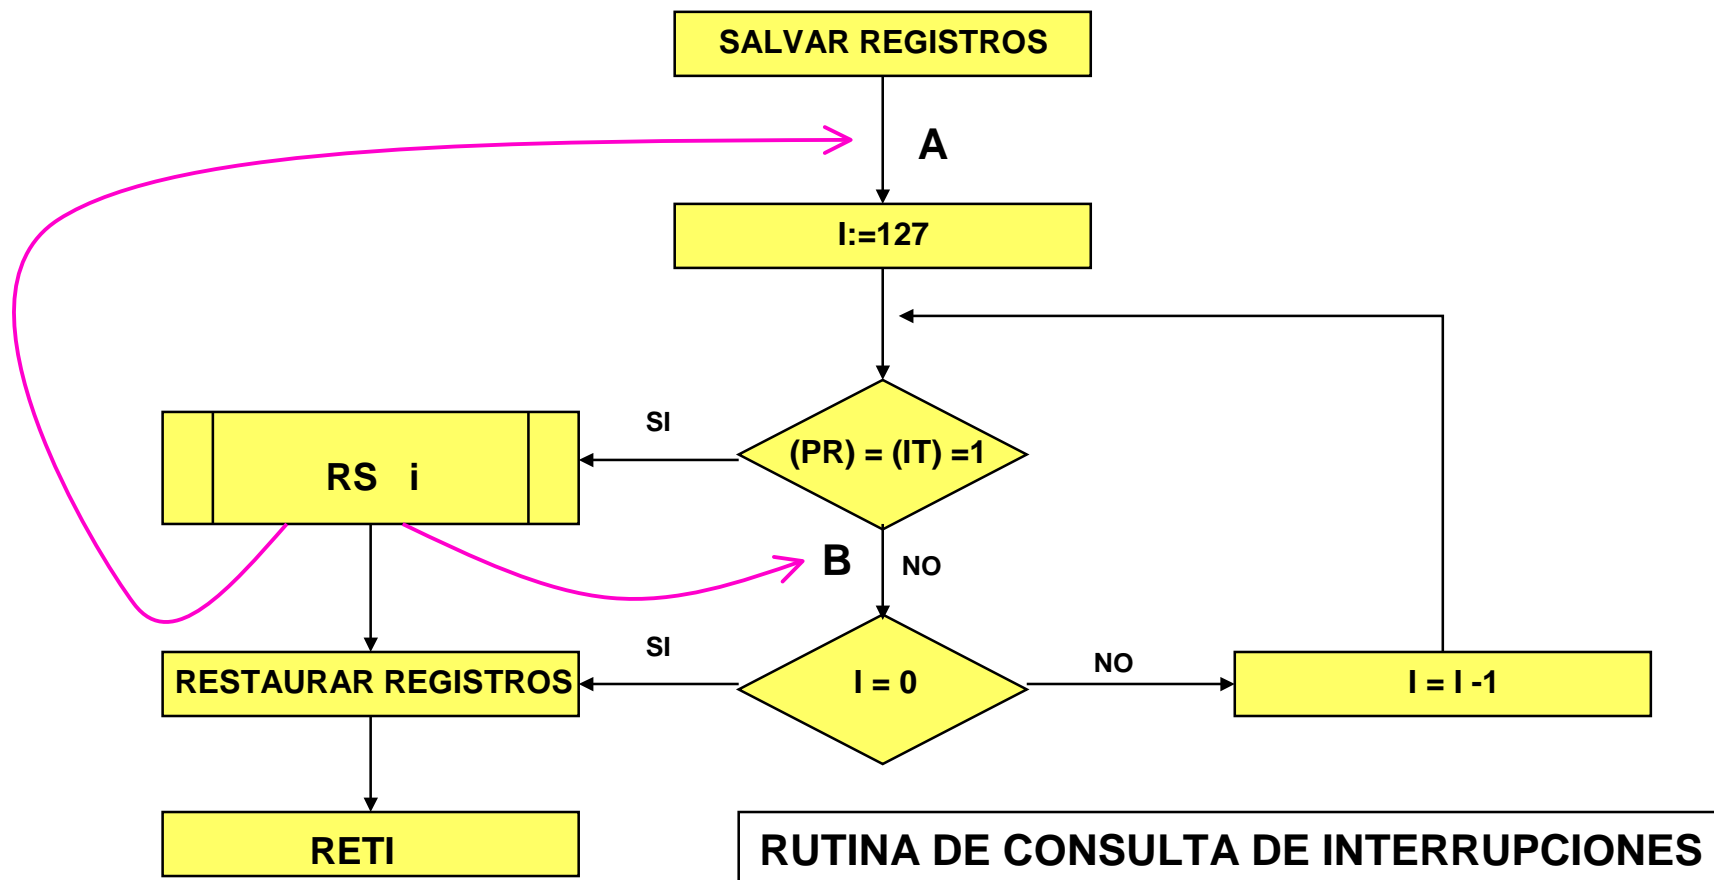 SALVAR REGISTROS
A
I:=127
SI
(PR) = (IT) =1
RS i
B
NO
SI
RESTAURAR REGISTROS
I = 0
NO
I = I -1
RETI
RUTINA DE CONSULTA DE INTERRUPCIONES